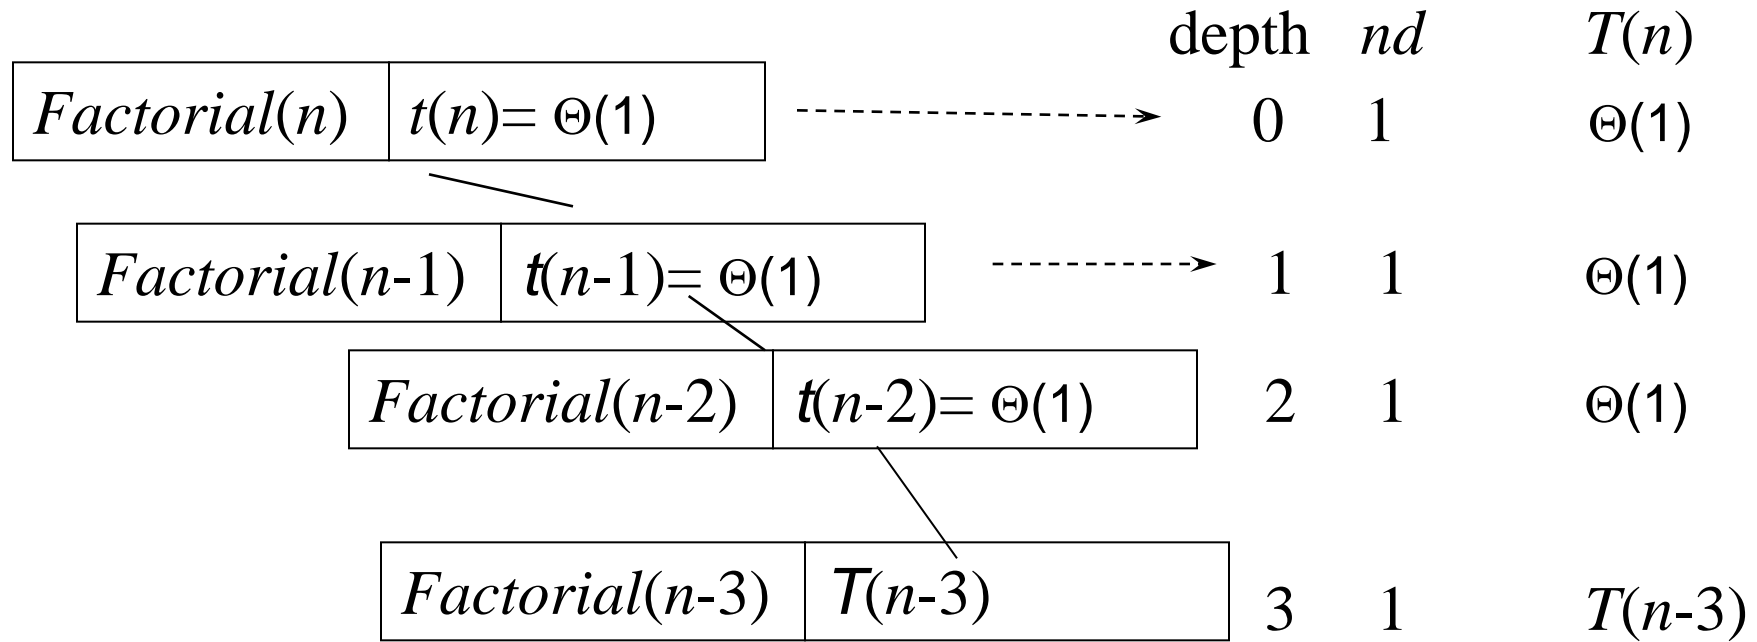 depth nd T(n)
Factorial(n) t(n)= Θ(1) 0 1 Θ(1)
Factorial(n-1) t(n-1)= Θ(1) 1 1 Θ(1)
Factorial(n-2) t(n-2)= Θ(1) 2 1 Θ(1)
Factorial(n-3) T(n-3) 3 1 T(n-3)